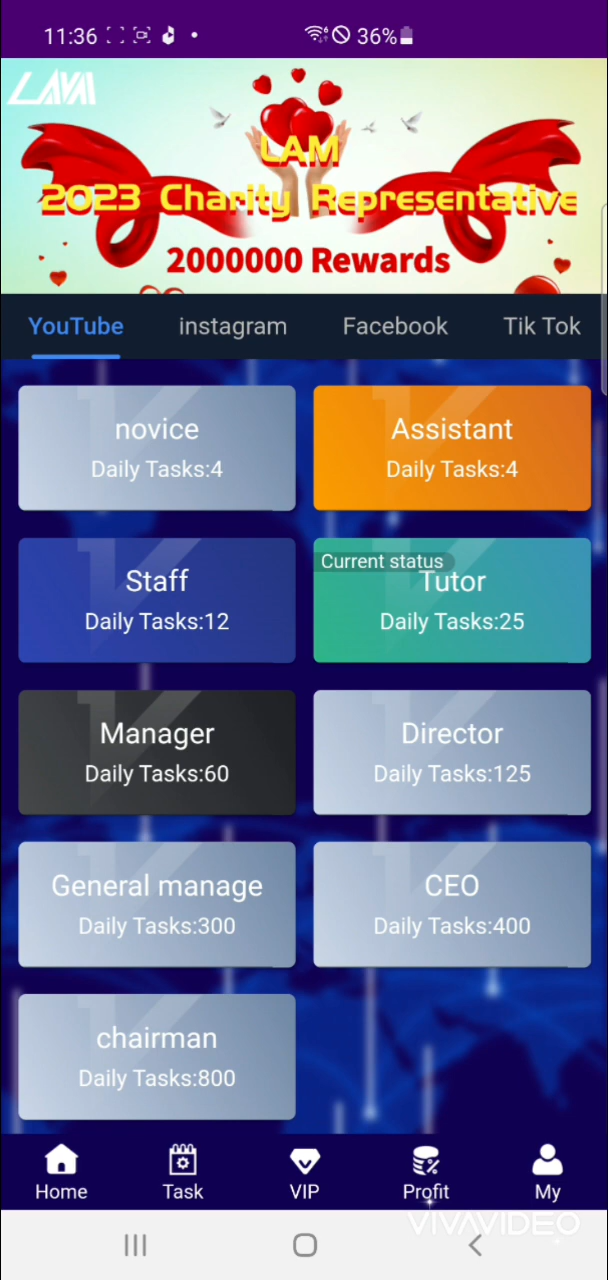 11:36
36%
LAM
LAM
2023 Charity Representative
2000000 Rewards
YouTube instagram Facebook Tik Tok
novice
Daily Tasks:4
Assistant
Daily Tasks:4
Staff
Daily Tasks:12
Current status
Tutor
Daily Tasks:25
Manager
Daily Tasks:60
Director
Daily Tasks:125
General manage
Daily Tasks:300
CEO
Daily Tasks:400
chairman
Daily Tasks:800
Home Task VIP Profit My
VIVAVIDEO